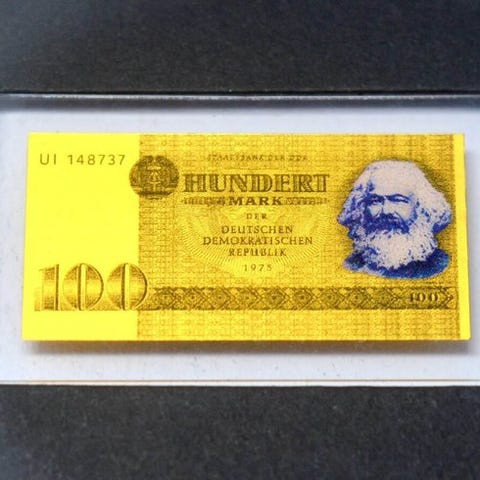 UI 148737
STAATSBANK DER DDR
HUNDERT
MARK
DER
DEUTSCHEN
DEMOKRATISCHEN
REPUBLIK
1975
100
100